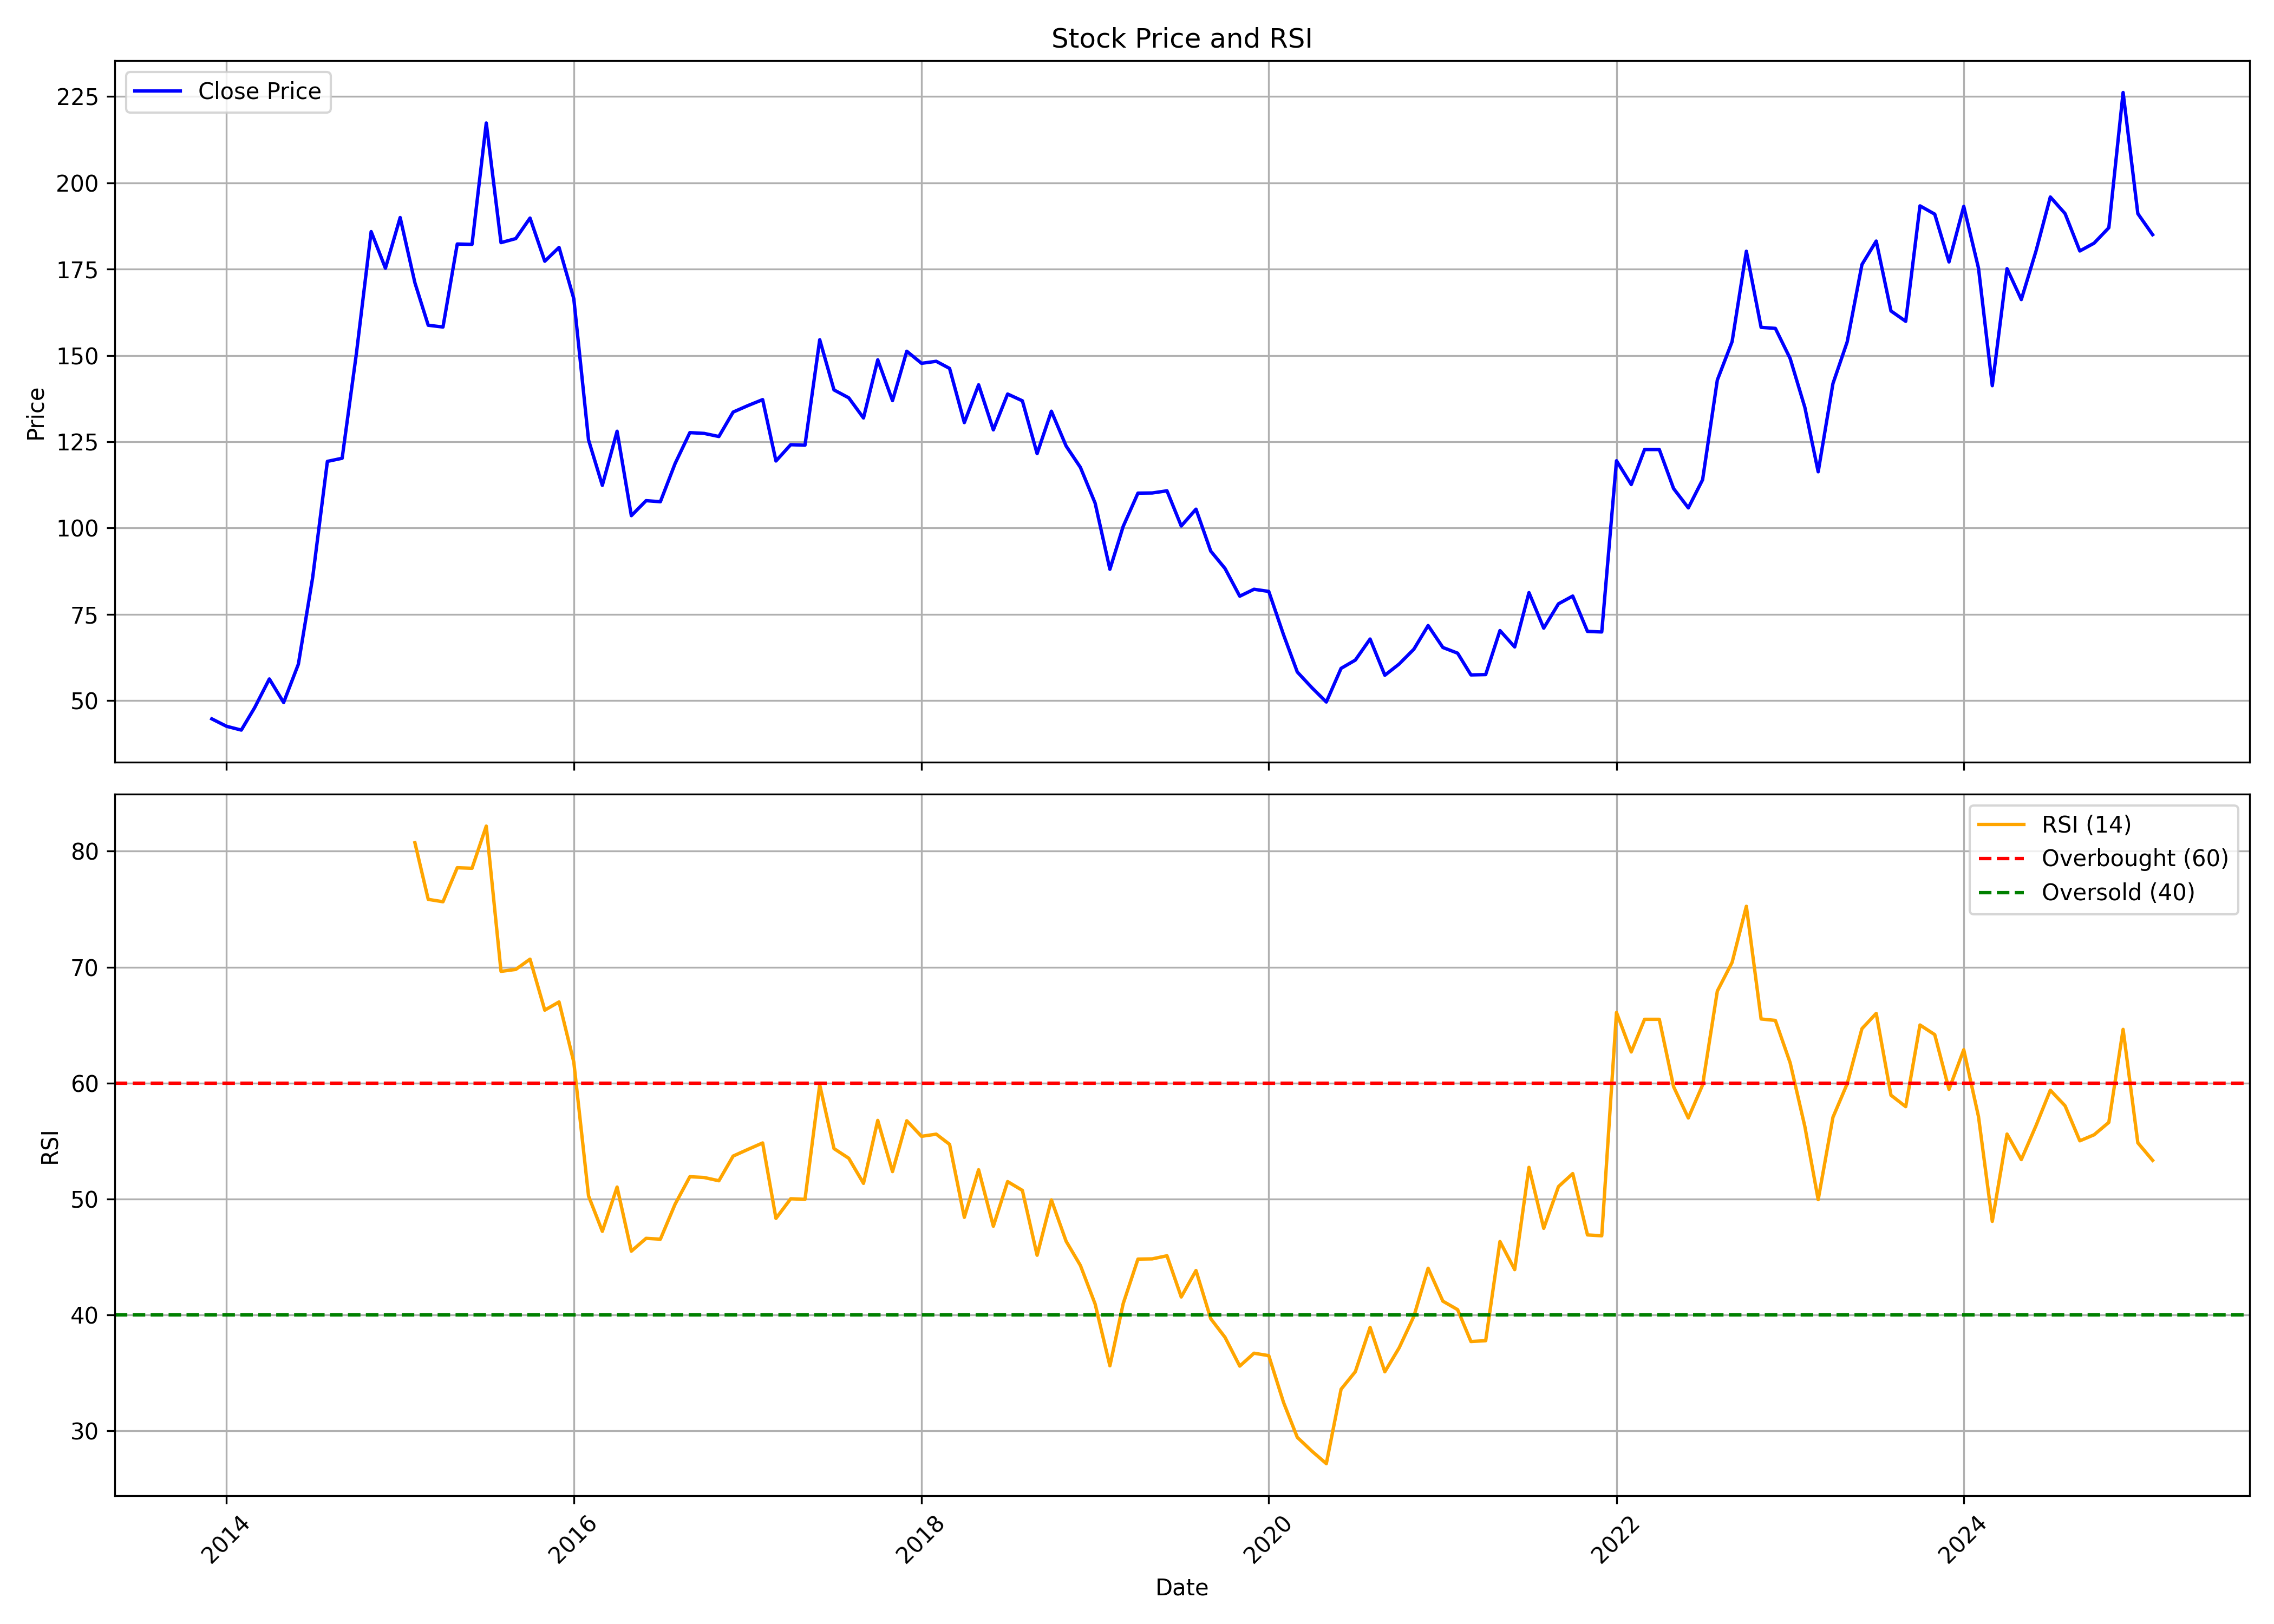 Stock Price and RSI
Close Price
225
200
175
150
125
100
75
50
Price
RSI (14)
Overbought (60)
Oversold (40)
80
70
60
50
40
30
RSI
2014
2016
2018
2020
2022
2024
Date